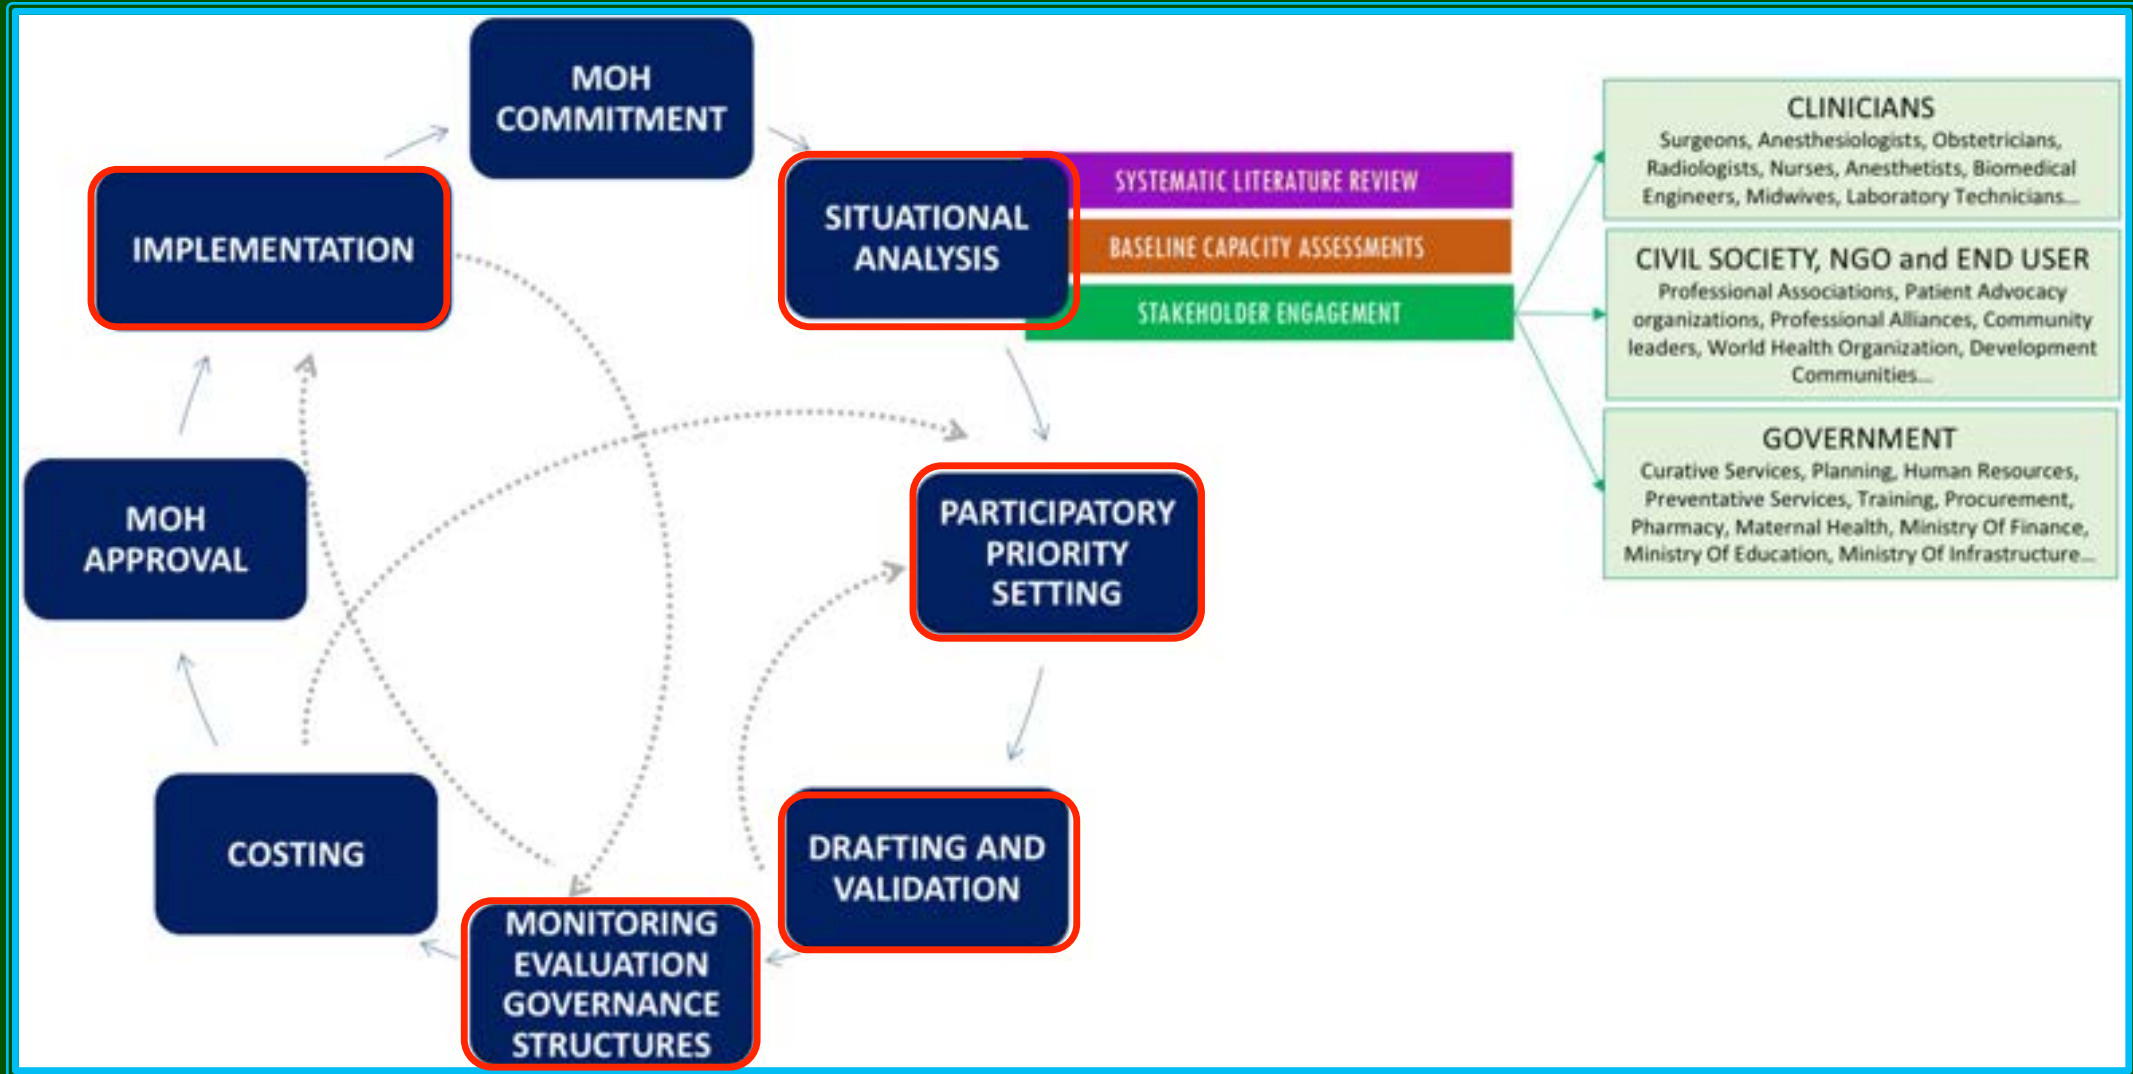 MOH
COMMITMENT
SITUATIONAL
ANALYSIS
SYSTEMATIC LITERATURE REVIEW
BASELINE CAPACITY ASSESSMENTS
STAKEHOLDER ENGAGEMENT
CLINICIANS
Surgeons, Anesthesiologists, Obstetricians,
Radiologists, Nurses, Anesthetists, Biomedical
Engineers, Midwives, Laboratory Technicians...
CIVIL SOCIETY, NGO and END USER
Professional Associations, Patient Advocacy
organizations, Professional Alliances, Community
leaders, World Health Organization, Development
Communities...
GOVERNMENT
Curative Services, Planning, Human Resources,
Preventative Services, Training, Procurement,
Pharmacy, Maternal Health, Ministry Of Finance,
Ministry Of Education, Ministry Of Infrastructure...
PARTICIPATORY
PRIORITY
SETTING
DRAFTING AND
VALIDATION
MONITORING
EVALUATION
GOVERNANCE
STRUCTURES
COSTING
MOH
APPROVAL
IMPLEMENTATION